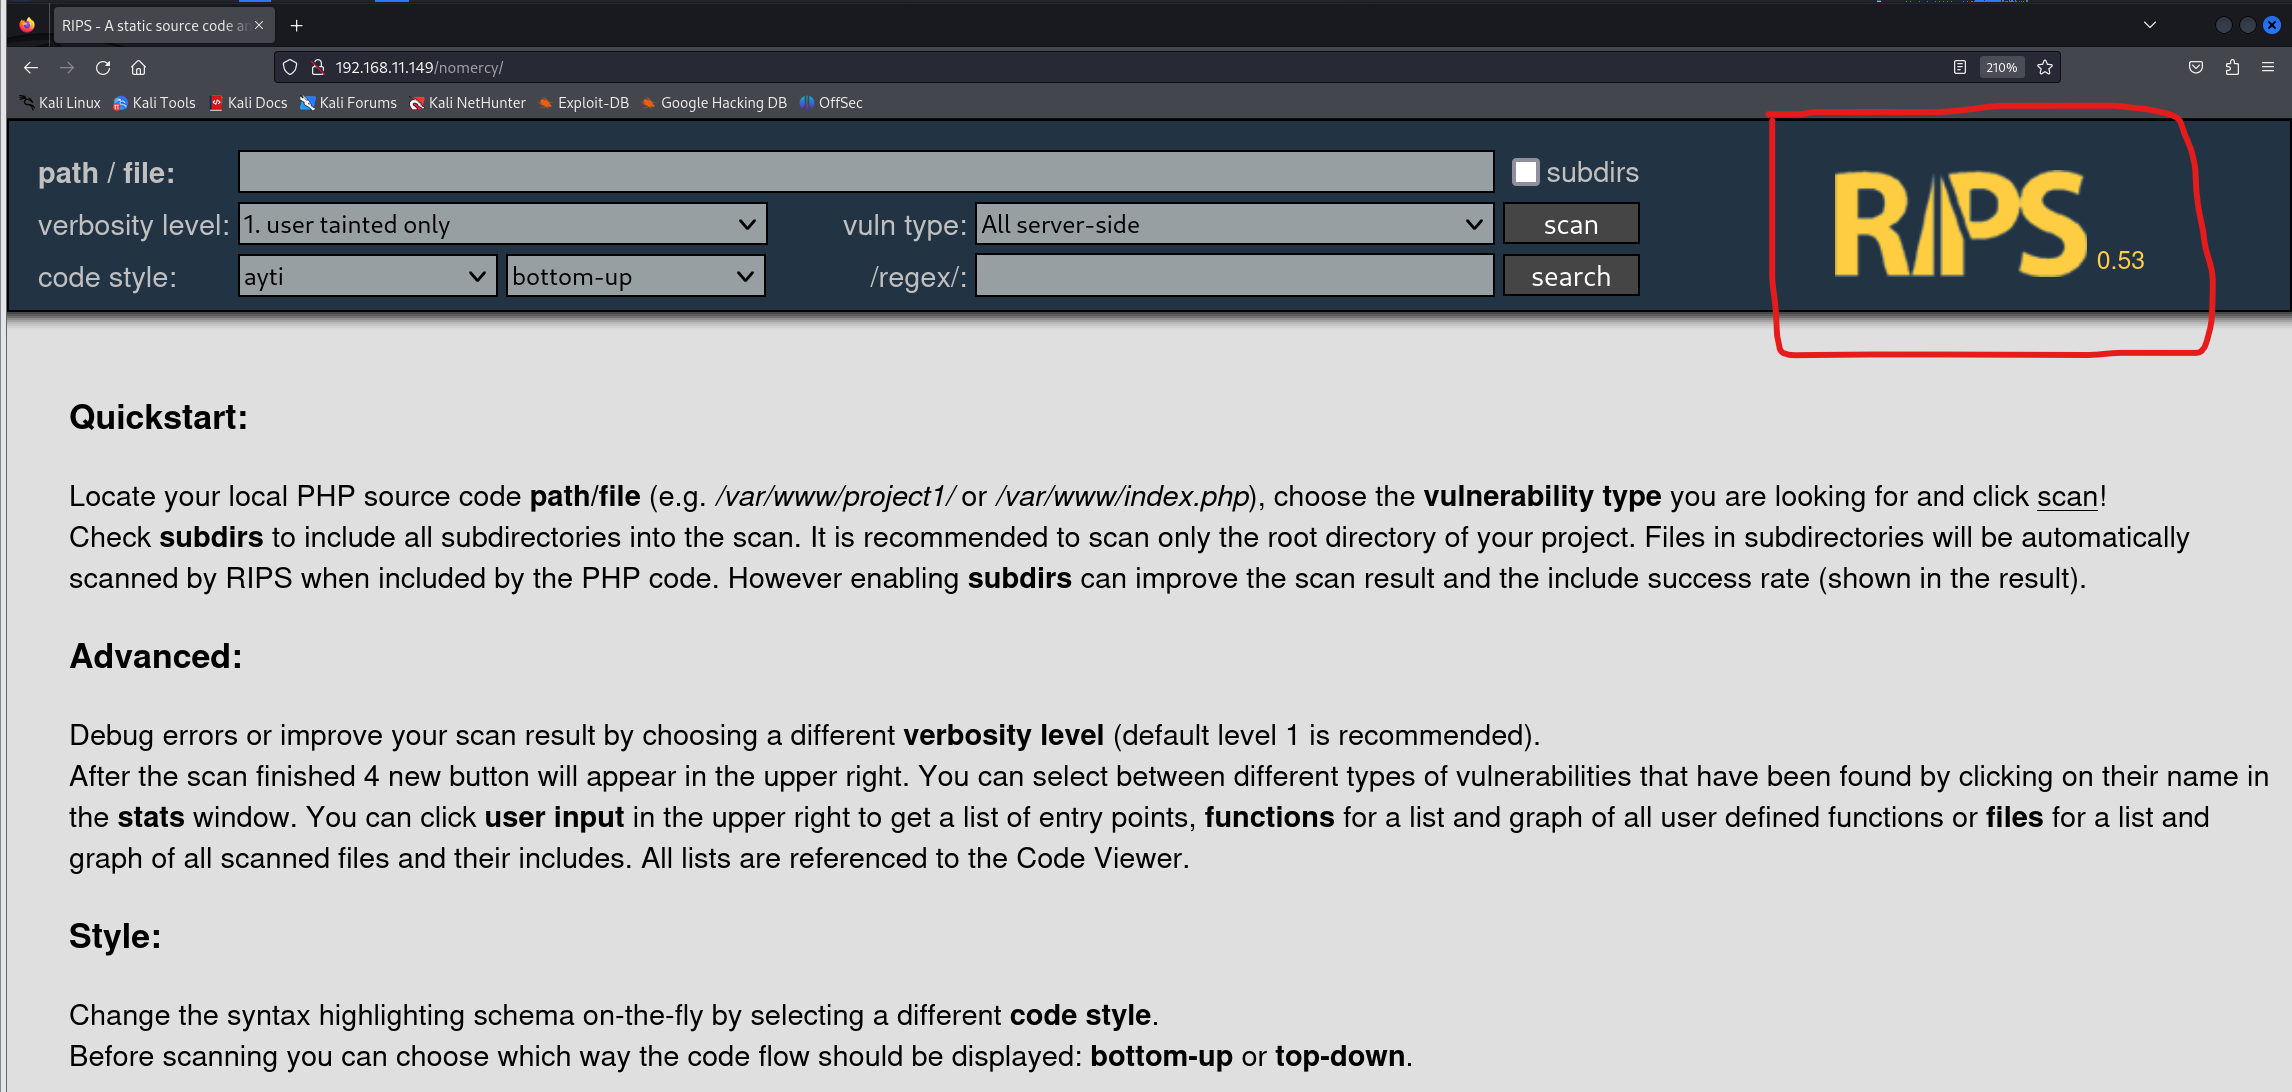 RIPS - A static source code an
192.168.11.149/nomercy/
210%
Kali Linux Kali Tools Kali Docs Kali Forums Kali NetHunter Exploit-DB Google Hacking DB OffSec
path / file: subdirs
verbosity level: 1. user tainted only vuln type: All server-side scan
code style: ayti bottom-up /regex/: search
RIPS 0.53
Quickstart:
Locate your local PHP source code path/file (e.g. /var/www/project1/ or /var/www/index.php), choose the vulnerability type you are looking for and click scan!
Check subdirs to include all subdirectories into the scan. It is recommended to scan only the root directory of your project. Files in subdirectories will be automatically
scanned by RIPS when included by the PHP code. However enabling subdirs can improve the scan result and the include success rate (shown in the result).
Advanced:
Debug errors or improve your scan result by choosing a different verbosity level (default level 1 is recommended).
After the scan finished 4 new button will appear in the upper right. You can select between different types of vulnerabilities that have been found by clicking on their name in
the stats window. You can click user input in the upper right to get a list of entry points, functions for a list and graph of all user defined functions or files for a list and
graph of all scanned files and their includes. All lists are referenced to the Code Viewer.
Style:
Change the syntax highlighting schema on-the-fly by selecting a different code style.
Before scanning you can choose which way the code flow should be displayed: bottom-up or top-down.